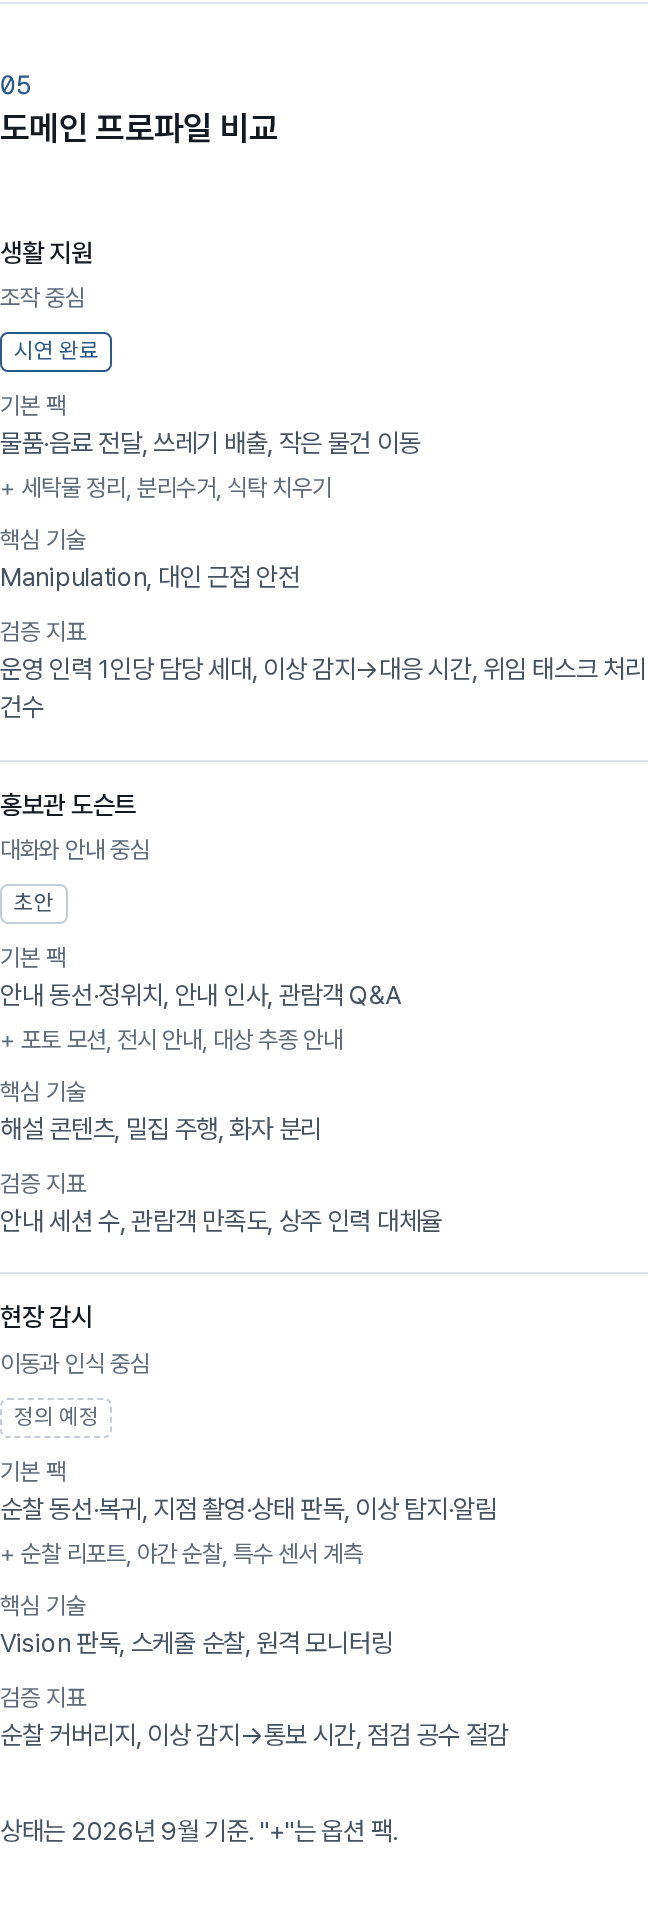 05
도메인 프로파일 비교
생활 지원
조작 중심
시연 완료
기본 팩
물품·음료 전달, 쓰레기 배출, 작은 물건 이동
+ 세탁물 정리, 분리수거, 식탁 치우기
핵심 기술
Manipulation, 대인 근접 안전
검증 지표
운영 인력 1인당 담당 세대, 이상 감지→대응 시간, 위임 태스크 처리
건수
홍보관 도슨트
대화와 안내 중심
초안
기본 팩
안내 동선·정위치, 안내 인사, 관람객 Q&A
+ 포토 모션, 전시 안내, 대상 추종 안내
핵심 기술
해설 콘텐츠, 밀집 주행, 화자 분리
검증 지표
안내 세션 수, 관람객 만족도, 상주 인력 대체율
현장 감시
이동과 인식 중심
정의 예정
기본 팩
순찰 동선·복귀, 지점 촬영·상태 판독, 이상 탐지·알림
+ 순찰 리포트, 야간 순찰, 특수 센서 계측
핵심 기술
Vision 판독, 스케줄 순찰, 원격 모니터링
검증 지표
순찰 커버리지, 이상 감지→통보 시간, 점검 공수 절감
상태는 2026년 9월 기준. "+"는 옵션 팩.